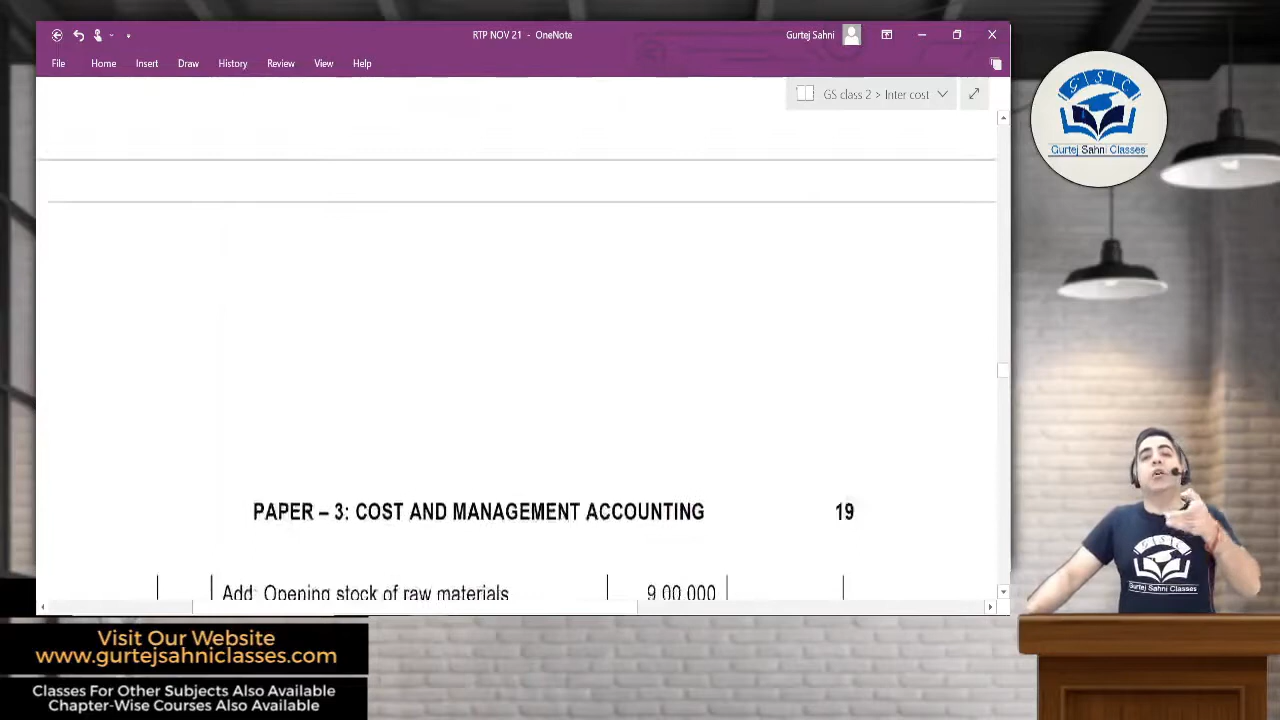 RTP NOV 21 - OneNote
Gurtej Sahni
File Home Insert Draw History Review View Help
GS class 2 > Inter cost
PAPER – 3: COST AND MANAGEMENT ACCOUNTING 19
Add Opening stock of raw materials 9,00,000
GSC
Gurtej Sahni Classes
GSC
Gurtej Sahni Classes
Visit Our Website
www.gurtejsahniclasses.com
Classes For Other Subjects Also Available
Chapter-Wise Courses Also Available